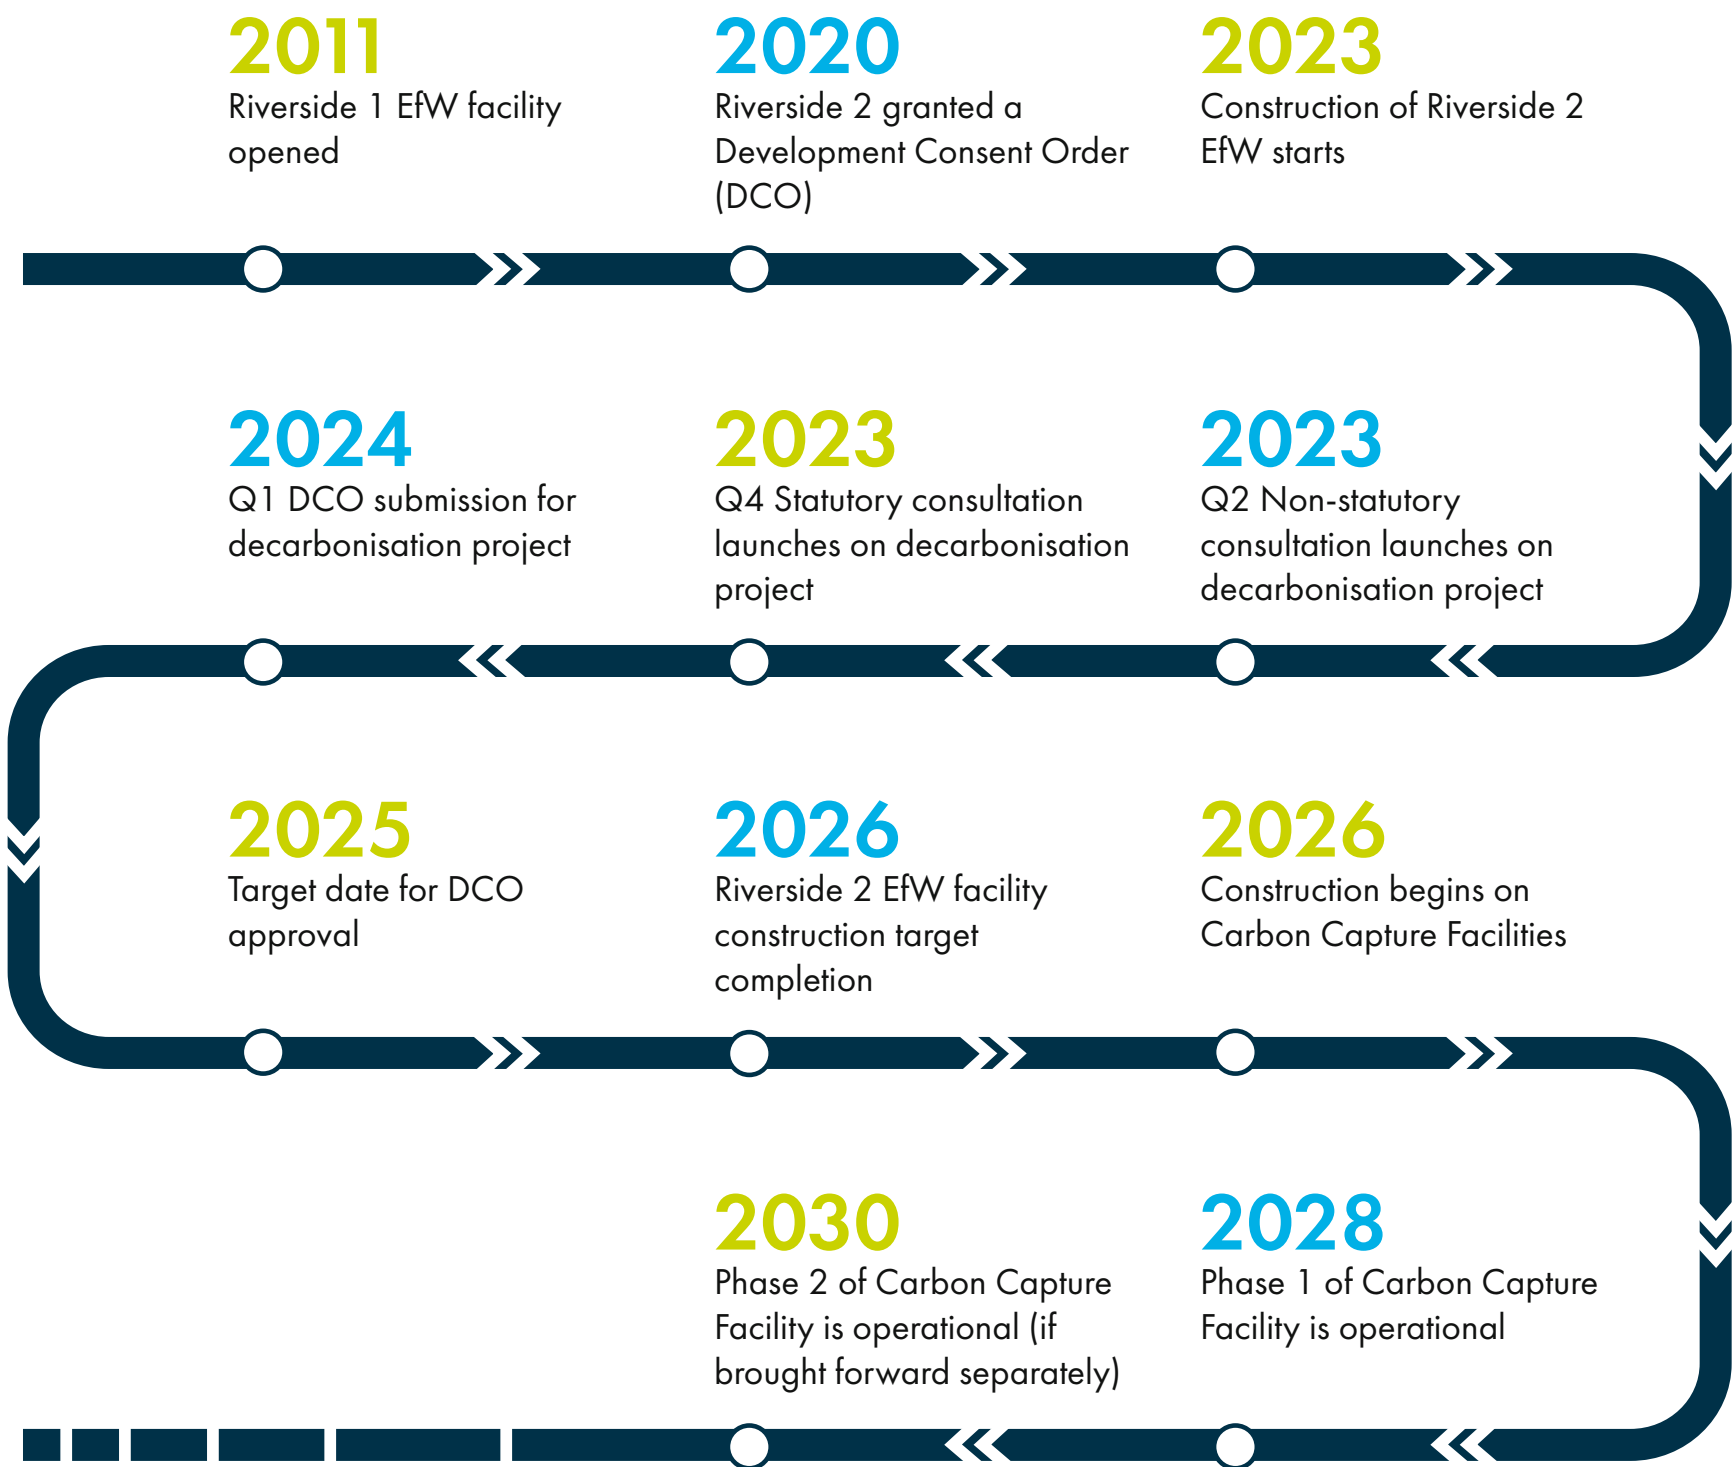 2011
Riverside 1 EfW facility
opened
2020
Riverside 2 granted a
Development Consent Order
(DCO)
2023
Construction of Riverside 2
EfW starts
2023
Q2 Non-statutory
consultation launches on
decarbonisation project
2023
Q4 Statutory consultation
launches on decarbonisation
project
2024
Q1 DCO submission for
decarbonisation project
2025
Target date for DCO
approval
2026
Riverside 2 EfW facility
construction target
completion
2026
Construction begins on
Carbon Capture Facilities
2028
Phase 1 of Carbon Capture
Facility is operational
2030
Phase 2 of Carbon Capture
Facility is operational (if
brought forward separately)